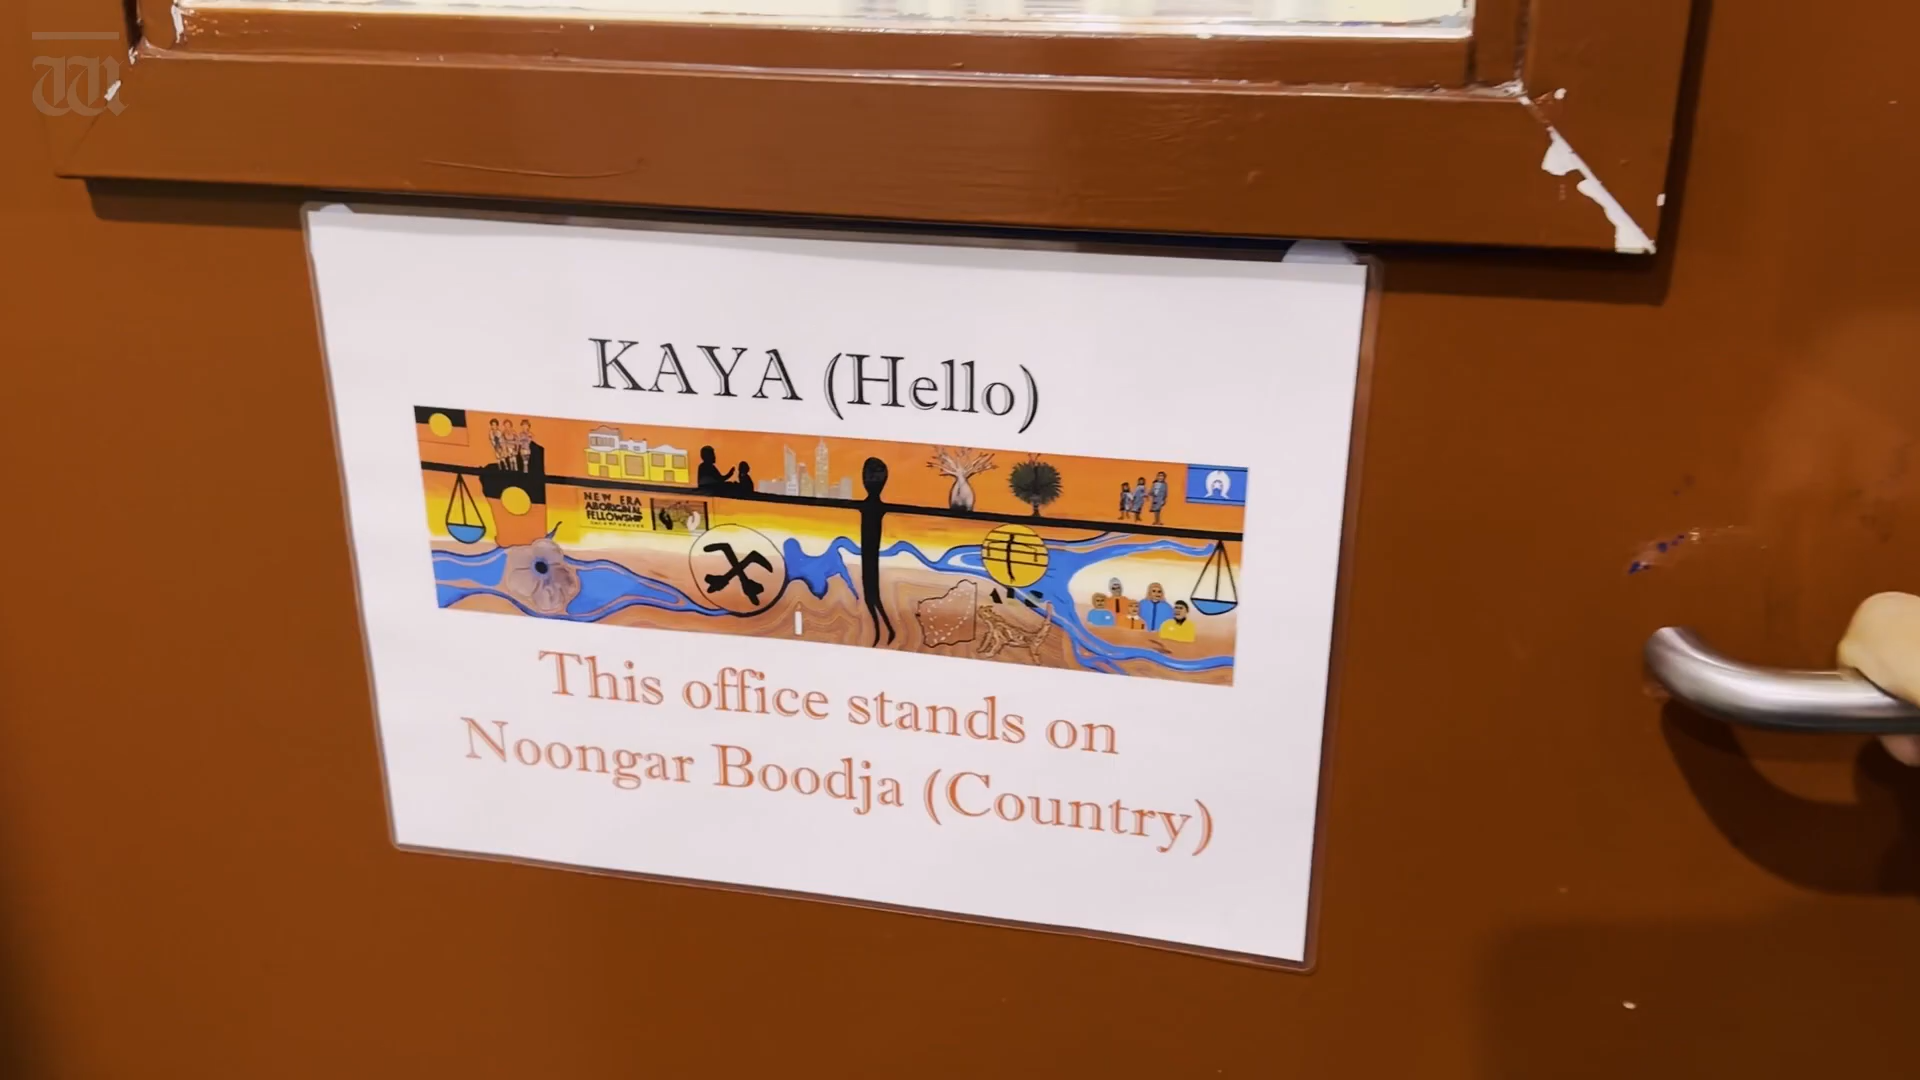 KAYA (Hello)
NEW ERA
ABORIGINAL
FELLOWSHIP
This office stands on
Noongar Boodja (Country)